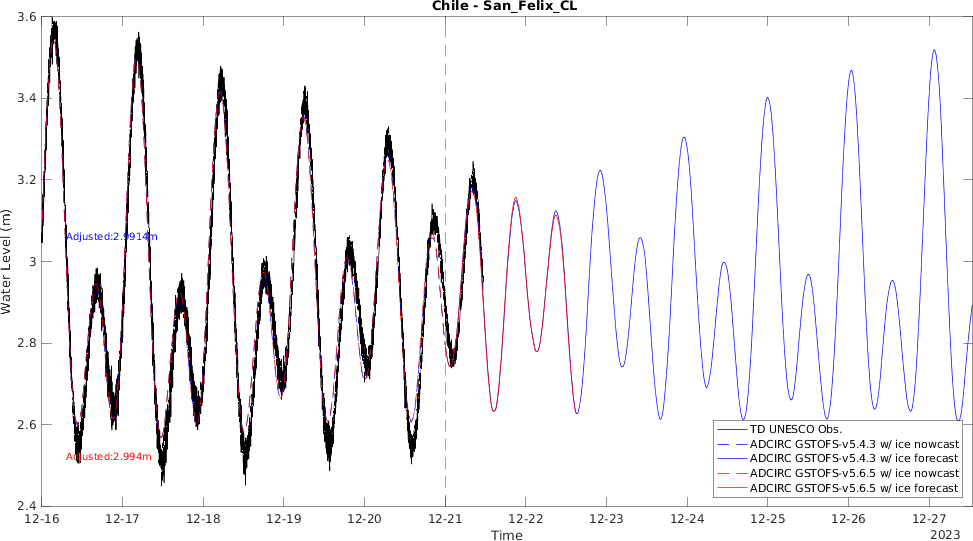 Chile - San_Felix_CL
3.6
3.4
3.2
3
2.8
2.6
2.4
Water Level (m)
Adjusted:2.9914m
Adjusted:2.994m
TD UNESCO Obs.
ADCIRC GSTOFS-v5.4.3 w/ ice nowcast
ADCIRC GSTOFS-v5.4.3 w/ ice forecast
ADCIRC GSTOFS-v5.6.5 w/ ice nowcast
ADCIRC GSTOFS-v5.6.5 w/ ice forecast
12-16 12-17 12-18 12-19 12-20 12-21 12-22 12-23 12-24 12-25 12-26 12-27
Time
2023